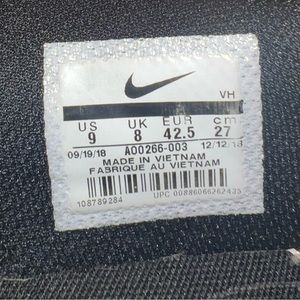 VH
US UK EUR cm
9 8 42.5 27
09/19/18 AO0266-003 12/12/18
MADE IN VIETNAM
FABRIQUE AU VIETNAM
108789284
UPC 00886066262435